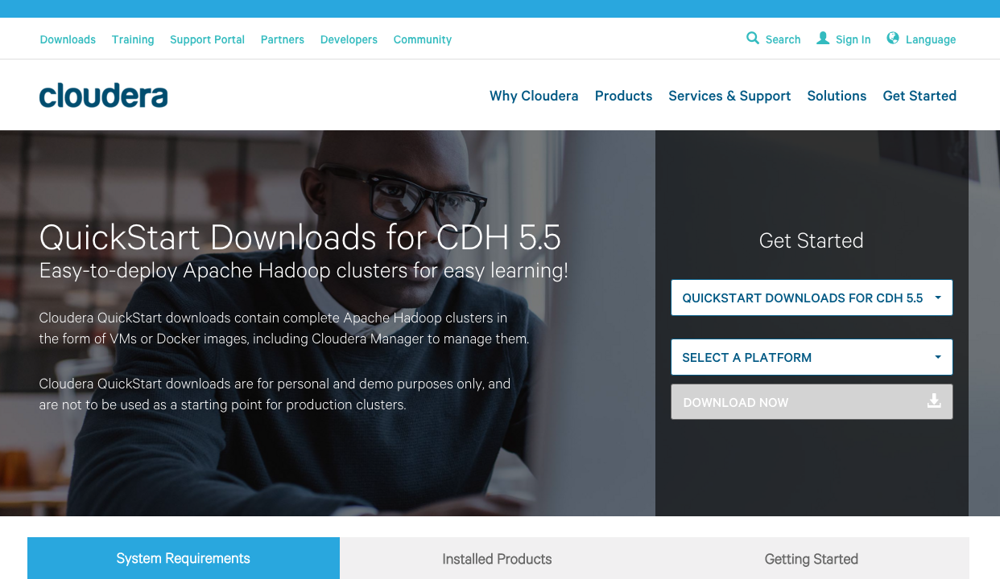 Downloads Training Support Portal Partners Developers Community Search Sign In Language
cloudera Why Cloudera Products Services & Support Solutions Get Started
QuickStart Downloads for CDH 5.5
Easy-to-deploy Apache Hadoop clusters for easy learning!
Cloudera QuickStart downloads contain complete Apache Hadoop clusters in
the form of VMs or Docker images, including Cloudera Manager to manage them.
Cloudera QuickStart downloads are for personal and demo purposes only, and
are not to be used as a starting point for production clusters.
Get Started
QUICKSTART DOWNLOADS FOR CDH 5.5
SELECT A PLATFORM
DOWNLOAD NOW
System Requirements Installed Products Getting Started